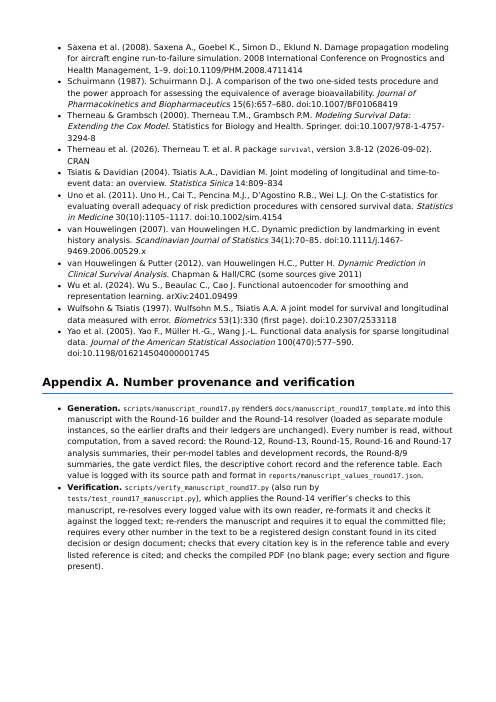 • Saxena et al. (2008). Saxena A., Goebel K., Simon D., Eklund N. Damage propagation modeling
for aircraft engine run-to-failure simulation. 2008 International Conference on Prognostics and
Health Management, 1–9. doi:10.1109/PHM.2008.4711414
• Schuirmann (1987). Schuirmann D.J. A comparison of the two one-sided tests procedure and
the power approach for assessing the equivalence of average bioavailability. Journal of
Pharmacokinetics and Biopharmaceutics 15(6):657–680. doi:10.1007/BF01068419
• Therneau & Grambsch (2000). Therneau T.M., Grambsch P.M. Modeling Survival Data:
Extending the Cox Model. Statistics for Biology and Health. Springer. doi:10.1007/978-1-4757-
3294-8
• Therneau et al. (2026). Therneau T. et al. R package survival, version 3.8-12 (2026-09-02).
CRAN
• Tsiatis & Davidian (2004). Tsiatis A.A., Davidian M. Joint modeling of longitudinal and time-to-
event data: an overview. Statistica Sinica 14:809–834
• Uno et al. (2011). Uno H., Cai T., Pencina M.J., D’Agostino R.B., Wei L.J. On the C-statistics for
evaluating overall adequacy of risk prediction procedures with censored survival data. Statistics
in Medicine 30(10):1105–1117. doi:10.1002/sim.4154
• van Houwelingen (2007). van Houwelingen H.C. Dynamic prediction by landmarking in event
history analysis. Scandinavian Journal of Statistics 34(1):70–85. doi:10.1111/j.1467-
9469.2006.00529.x
• van Houwelingen & Putter (2012). van Houwelingen H.C., Putter H. Dynamic Prediction in
Clinical Survival Analysis. Chapman & Hall/CRC (some sources give 2011)
• Wu et al. (2024). Wu S., Beaulac C., Cao J. Functional autoencoder for smoothing and
representation learning. arXiv:2401.09499
• Wulfsohn & Tsiatis (1997). Wulfsohn M.S., Tsiatis A.A. A joint model for survival and longitudinal
data measured with error. Biometrics 53(1):330 (first page). doi:10.2307/2533118
• Yao et al. (2005). Yao F., Müller H.-G., Wang J.-L. Functional data analysis for sparse longitudinal
data. Journal of the American Statistical Association 100(470):577–590.
doi:10.1198/016214504000001745
Appendix A. Number provenance and verification
• Generation. scripts/manuscript_round17.py renders docs/manuscript_round17_template.md into this
manuscript with the Round-16 builder and the Round-14 resolver (loaded as separate module
instances, so the earlier drafts and their ledgers are unchanged). Every number is read, without
computation, from a saved record: the Round-12, Round-13, Round-15, Round-16 and Round-17
analysis summaries, their per-model tables and development records, the Round-8/9
summaries, the gate verdict files, the descriptive cohort record and the reference table. Each
value is logged with its source path and format in reports/manuscript_values_round17.json.
• Verification. scripts/verify_manuscript_round17.py (also run by
tests/test_round17_manuscript.py), which applies the Round-14 verifier’s checks to this
manuscript, re-resolves every logged value with its own reader, re-formats it and checks it
against the logged text; re-renders the manuscript and requires it to equal the committed file;
requires every other number in the text to be a registered design constant found in its cited
decision or design document; checks that every citation key is in the reference table and every
listed reference is cited; and checks the compiled PDF (no blank page; every section and figure
present).